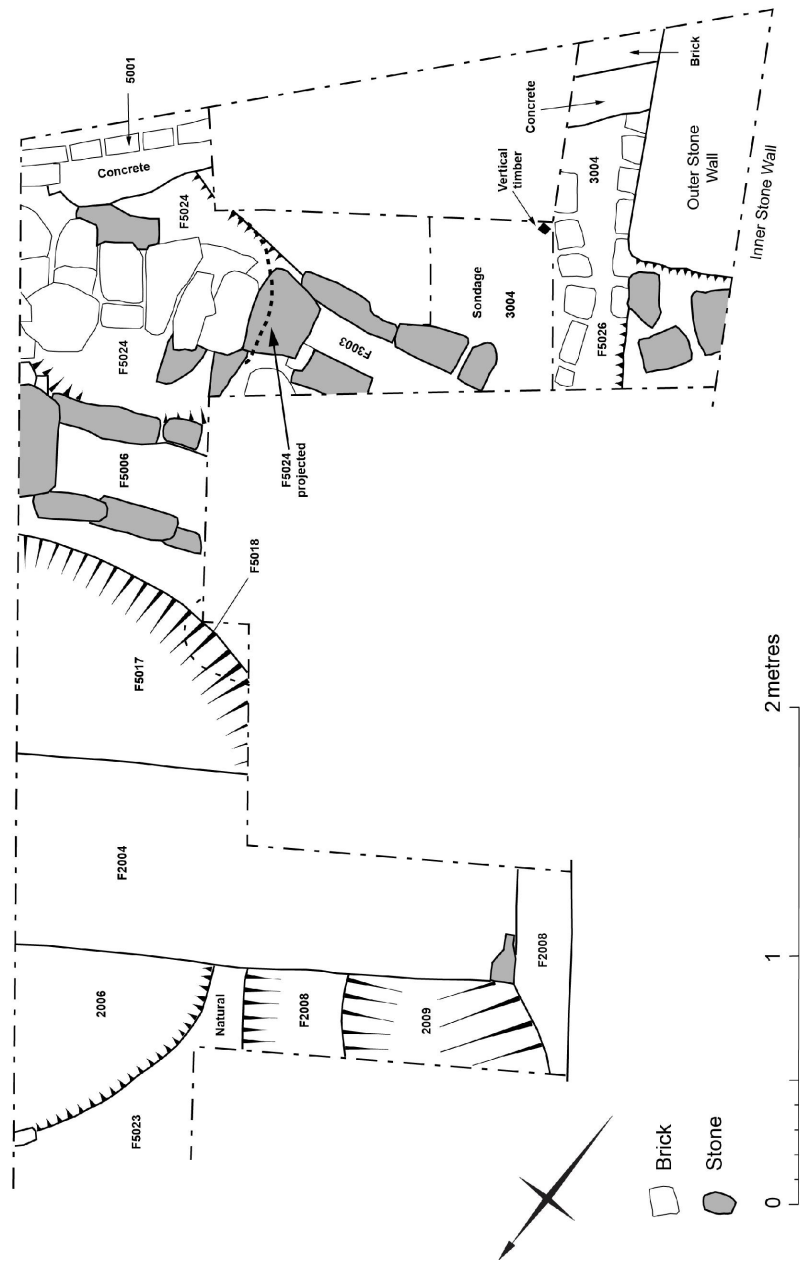 5001
Concrete
F5024
F5024
F5006
F5024
projected
F3003
Sondage
3004
Vertical
timber
Concrete
Brick
3004
F5026
Outer Stone
Wall
Inner Stone Wall
F5018
F5017
F2004
2006
Natural
F2008
2009
F2008
F5023
Brick
Stone
0
1
2 metres